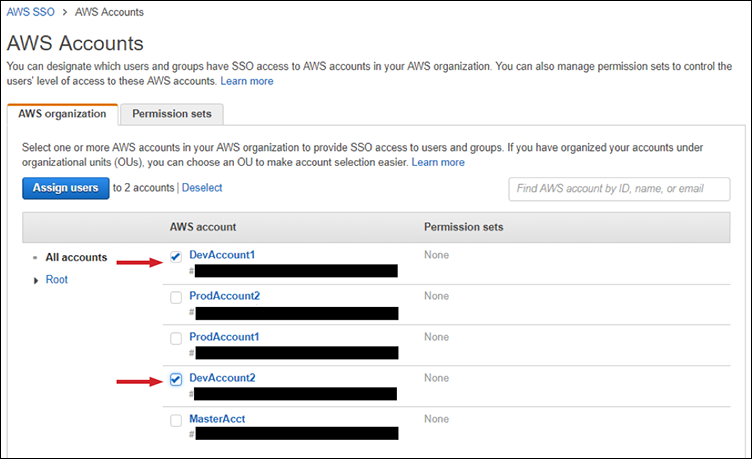 AWS SSO > AWS Accounts
AWS Accounts
You can designate which users and groups have SSO access to AWS accounts in your AWS organization. You can also manage permission sets to control the
users' level of access to these AWS accounts. Learn more
AWS organization Permission sets
Select one or more AWS accounts in your AWS organization to provide SSO access to users and groups. If you have organized your accounts under
organizational units (OUs), you can choose an OU to make account selection easier. Learn more
Assign users to 2 accounts | Deselect Find AWS account by ID, name, or email
AWS account Permission sets
All accounts DevAccount1 None
#
Root
ProdAccount2 None
#
ProdAccount1 None
#
DevAccount2 None
#
MasterAcct None
#